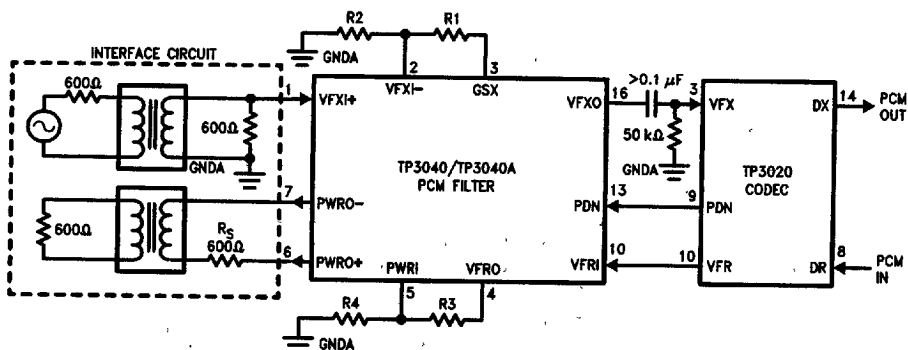 R2
R1
INTERFACE CIRCUIT
GNDA
2
3
600Ω
1
VFXI+
VFXI−
GSX
16
VFXO
>0.1 μF
3
VFX
DX
14
PCM
OUT
600Ω
GNDA
50 kΩ
GNDA
TP3040/TP3040A
PCM FILTER
TP3020
CODEC
7
PWRO−
PDN
13
9
PDN
600Ω
RS
600Ω
6
PWRO+
PWRI
VFRO
VFRI
10
10
VFR
DR
8
PCM
IN
5
4
R4
R3
GNDA